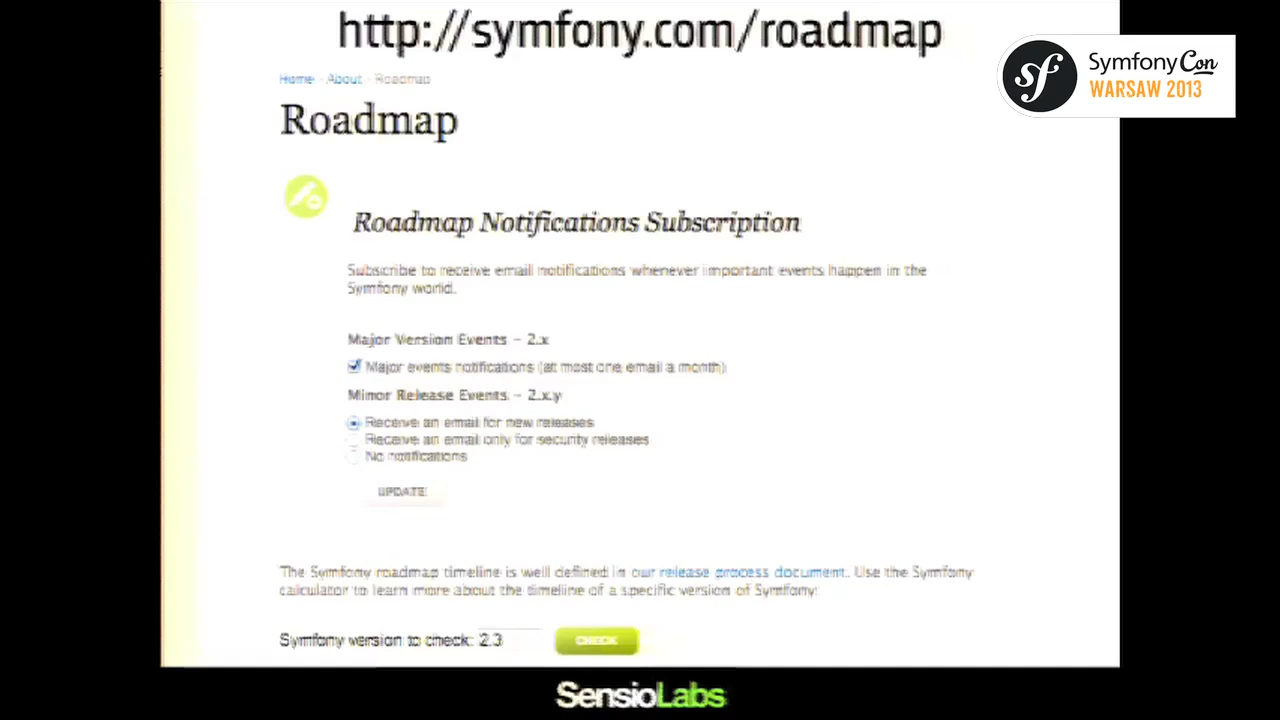 http://symfony.com/roadmap
Home - About - Roadmap
Roadmap
Roadmap Notifications Subscription
Subscribe to receive email notifications whenever important events happen in the
Symfony world.
Major Version Events - 2.x
Major events notifications (at most one email a month)
Minor Release Events - 2.x.y
Receive an email for new releases
Receive an email only for security releases
No notifications
UPDATE
The Symfony roadmap timeline is well defined in our release process document. Use the Symfony
calculator to learn more about the timeline of a specific version of Symfony:
Symfony version to check: 2.3
CHECK
sf
SymfonyCon
WARSAW 2013
SensioLabs